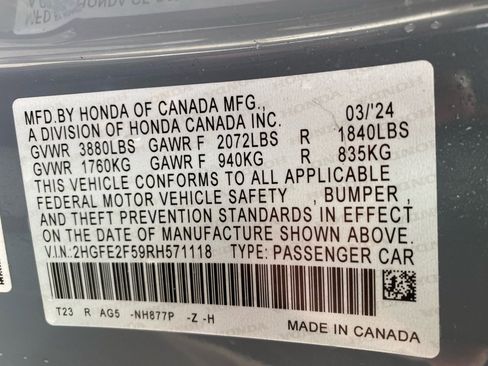 MFD.BY HONDA OF CANADA MFG., 03/'24
A DIVISION OF HONDA CANADA INC.
GVWR 3880LBS GAWR F 2072LBS R 1840LBS
GVWR 1760KG GAWR F 940KG R 835KG
THIS VEHICLE CONFORMS TO ALL APPLICABLE
FEDERAL MOTOR VEHICLE SAFETY , BUMPER ,
AND THEFT PREVENTION STANDARDS IN EFFECT
ON THE DATE OF MANUFACTURE SHOWN ABOVE.
V.I.N:2HGFE2F59RH571118 TYPE: PASSENGER CAR
T23 R AG5 -NH877P -Z -H MADE IN CANADA